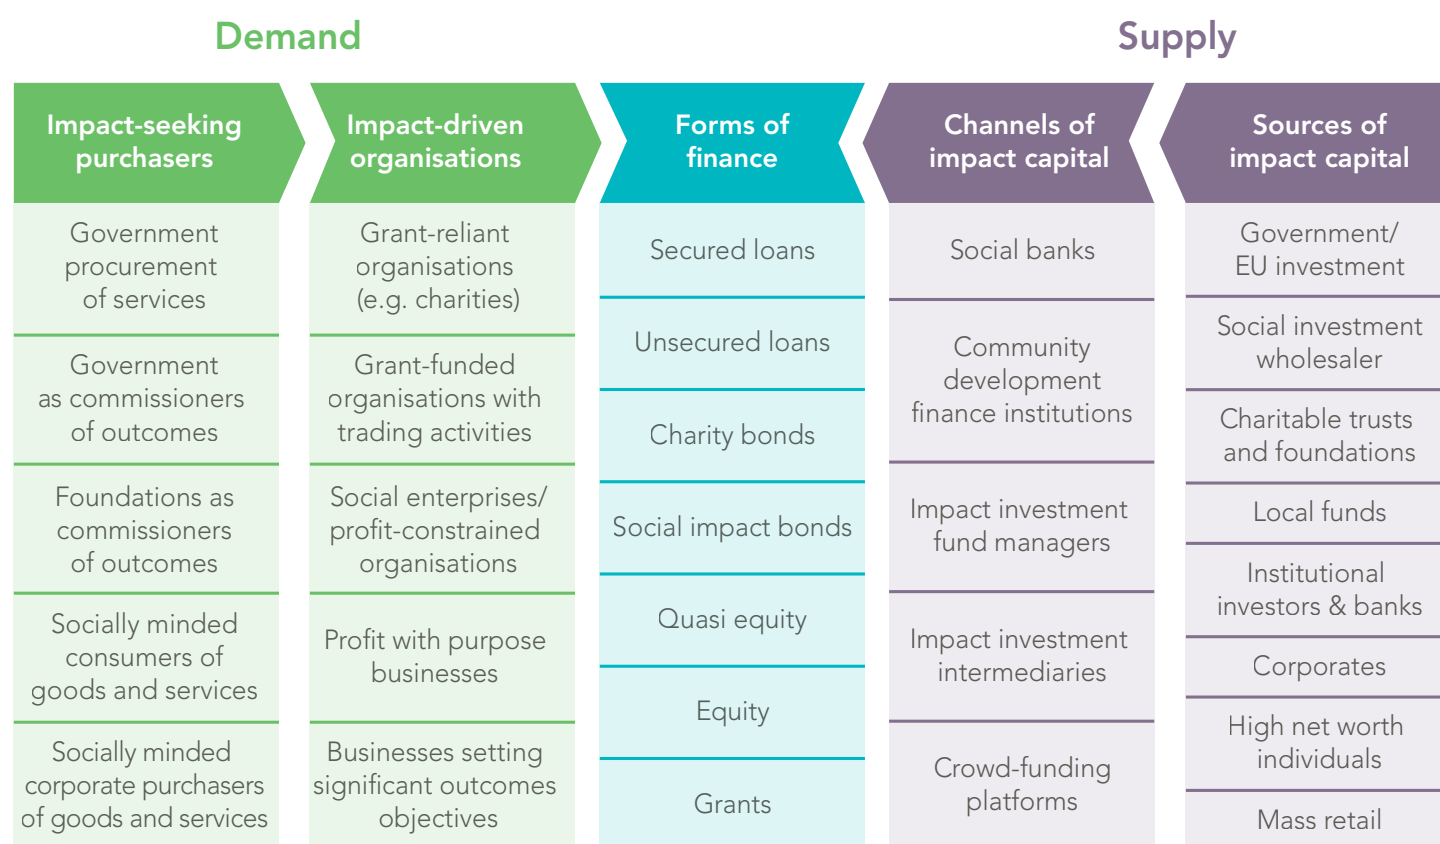 Demand
Supply
Impact-seeking
purchasers
Government
procurement
of services
Government
as commissioners
of outcomes
Foundations as
commissioners
of outcomes
Socially minded
consumers of
goods and services
Socially minded
corporate purchasers
of goods and services
Impact-driven
organisations
Grant-reliant
organisations
(e.g. charities)
Grant-funded
organisations with
trading activities
Social enterprises/
profit-constrained
organisations
Profit with purpose
businesses
Businesses setting
significant outcomes
objectives
Forms of
finance
Secured loans
Unsecured loans
Charity bonds
Social impact bonds
Quasi equity
Equity
Grants
Channels of
impact capital
Social banks
Community
development
finance institutions
Impact investment
fund managers
Impact investment
intermediaries
Crowd-funding
platforms
Sources of
impact capital
Government/
EU investment
Social investment
wholesaler
Charitable trusts
and foundations
Local funds
Institutional
investors & banks
Corporates
High net worth
individuals
Mass retail